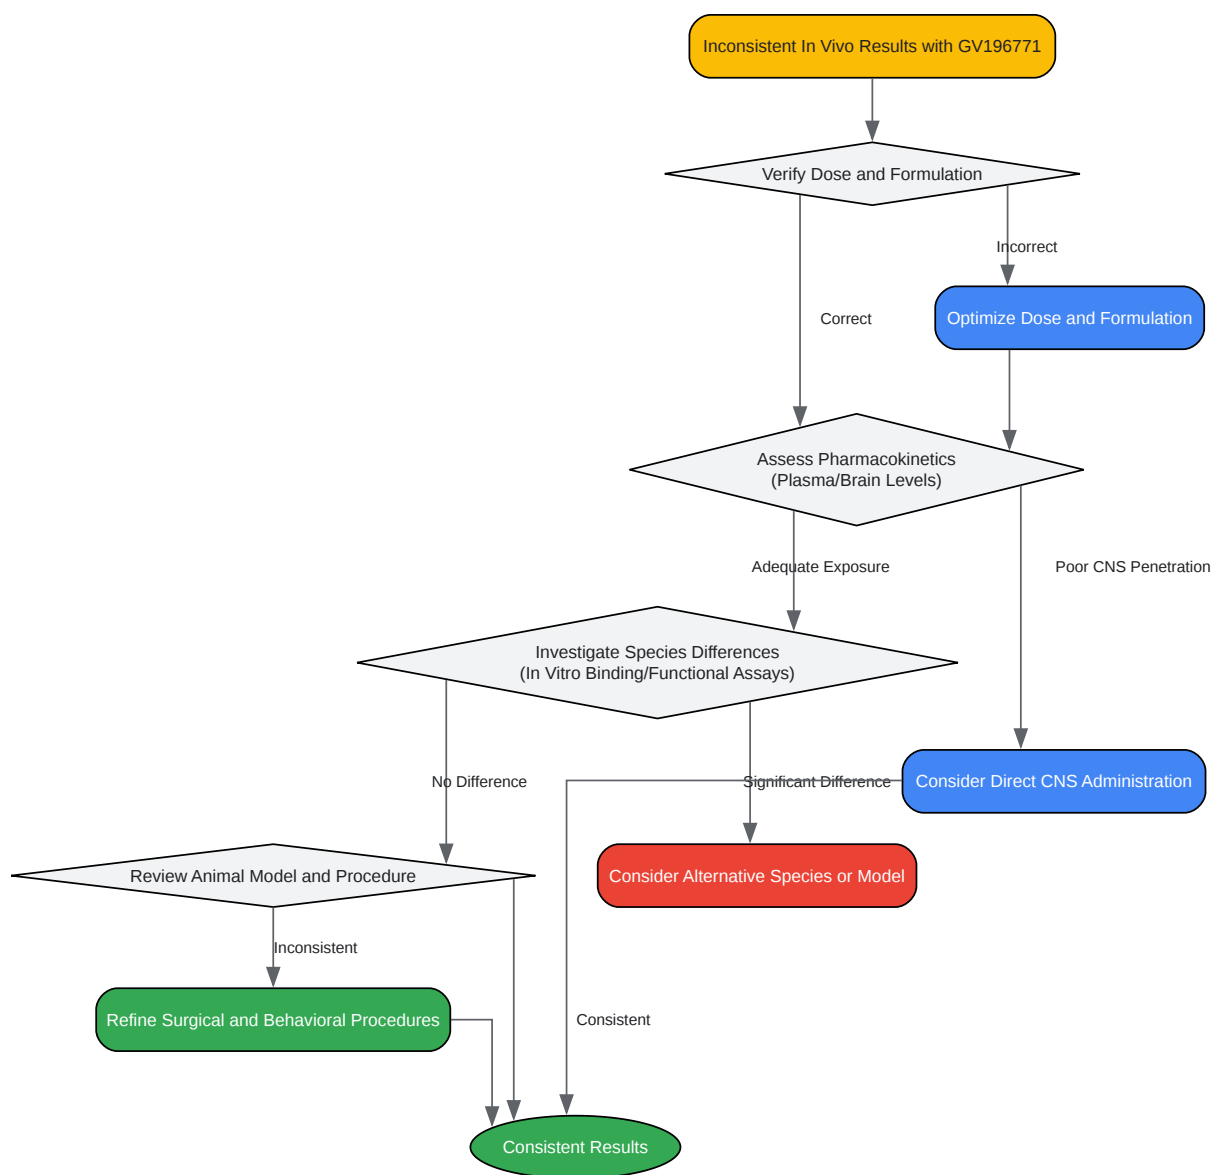 Inconsistent In Vivo Results with GV196771
Verify Dose and Formulation
Incorrect
Correct
Optimize Dose and Formulation
Assess Pharmacokinetics
(Plasma/Brain Levels)
Adequate Exposure
Poor CNS Penetration
Investigate Species Differences
(In Vitro Binding/Functional Assays)
No Difference
Significant Difference
Consider Direct CNS Administration
Review Animal Model and Procedure
Consider Alternative Species or Model
Inconsistent
Refine Surgical and Behavioral Procedures
Consistent
Consistent Results